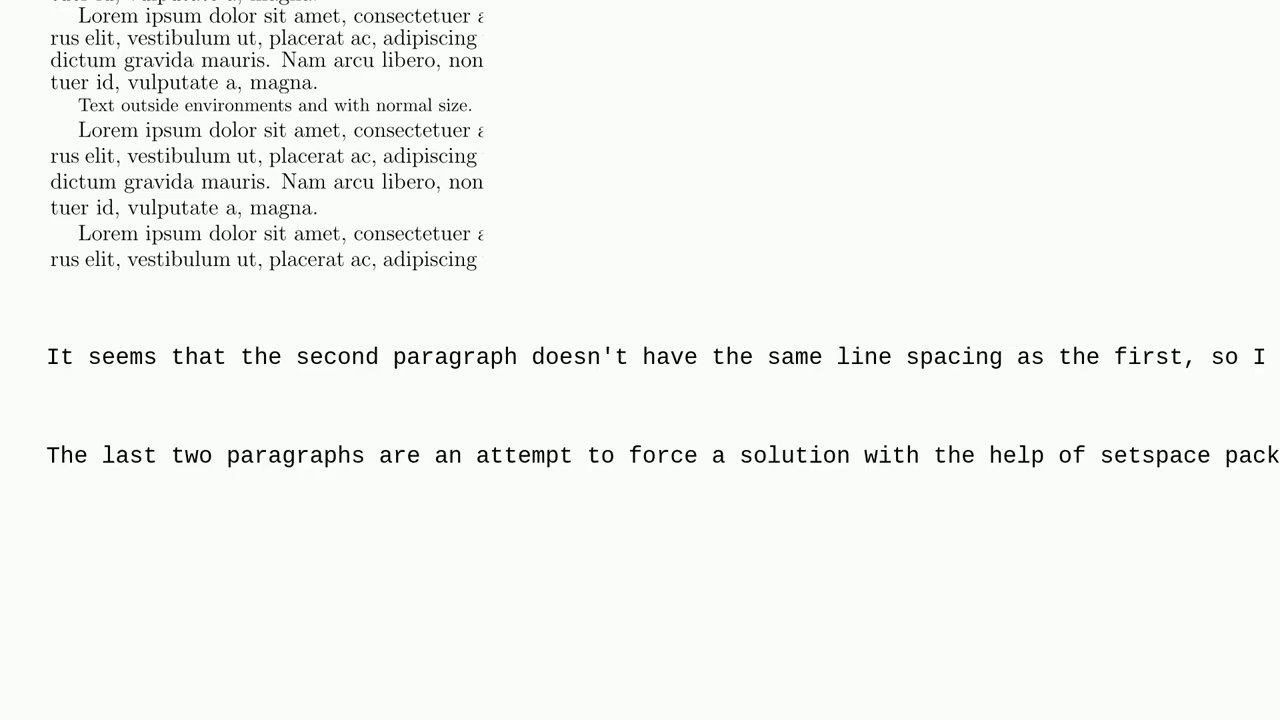 Lorem ipsum dolor sit amet, consectetuer
rus elit, vestibulum ut, placerat ac, adipiscing
dictum gravida mauris. Nam arcu libero, non
tuer id, vulputate a, magna.
Text outside environments and with normal size.
Lorem ipsum dolor sit amet, consectetuer
rus elit, vestibulum ut, placerat ac, adipiscing
dictum gravida mauris. Nam arcu libero, non
tuer id, vulputate a, magna.
Lorem ipsum dolor sit amet, consectetuer
rus elit, vestibulum ut, placerat ac, adipiscing
It seems that the second paragraph doesn't have the same line spacing as the first, so I
The last two paragraphs are an attempt to force a solution with the help of setspace pack